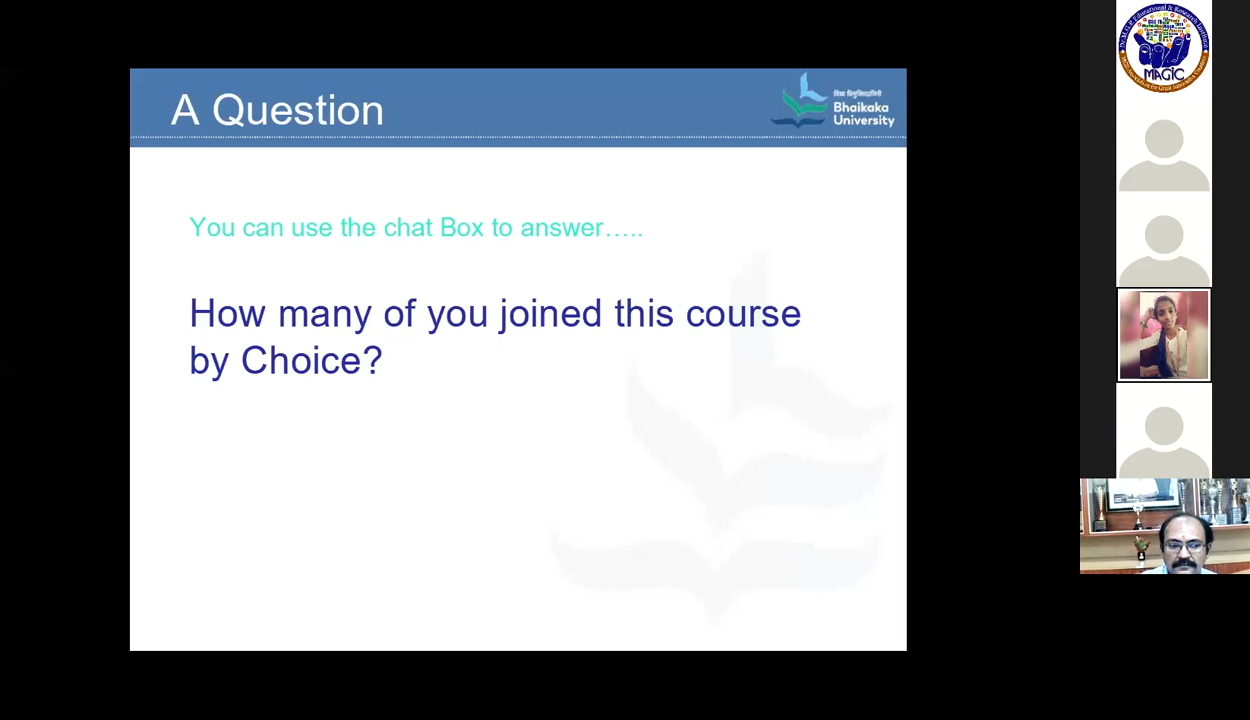 A Question
Bhaikaka
University
You can use the chat Box to answer.....
How many of you joined this course
by Choice?
MAGIC